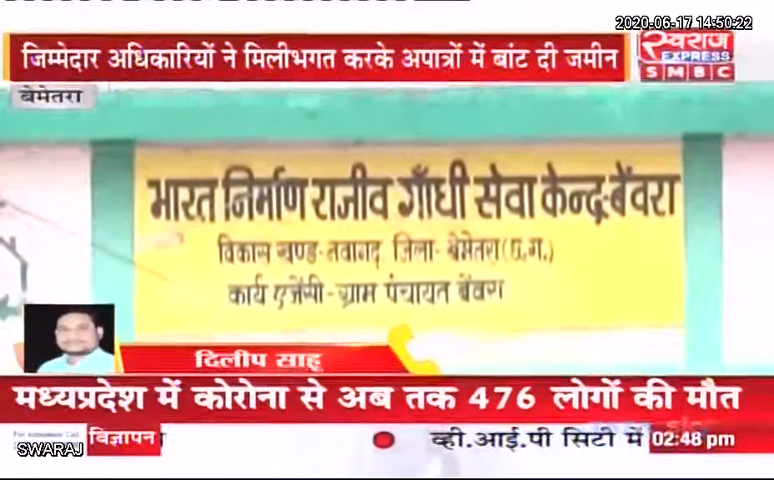 2020-06-17 14:50:22
जिम्मेदार अधिकारियों ने मिलीभगत करके अपात्रों में बांट दी जमीन
स्वराज
EXPRESS
SMBC
बेमेतरा
भारत निर्माण राजीव गाँधी सेवा केन्द्र-बेंवरा
विकास खण्ड-नवागढ़ जिला- बेमेतरा(छ.ग.)
कार्य एजेंसी-ग्राम पंचायत बेंवरा
दिलीप साहू
मध्यप्रदेश में कोरोना से अब तक 476 लोगों की मौत
विज्ञापन
व्ही.आई.पी सिटी में
02:48 pm
SWARAJ